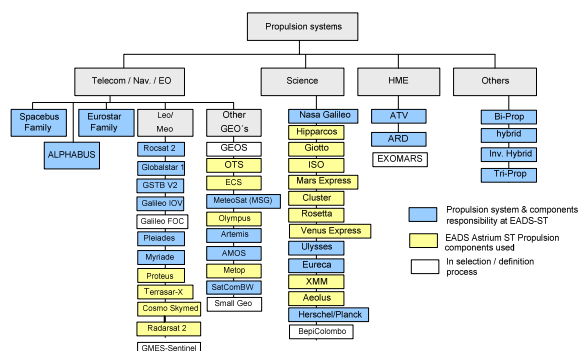 Propulsion systems
Telecom / Nav. / EO
Science
HME
Others
Spacebus
Family
Eurostar
Family
ALPHABUS
Leo/
Meo
Rocsat 2
Globalstar 1
GSTB V2
Galileo IOV
Galileo FOC
Pleiades
Myriade
Proteus
Terrasar-X
Cosmo Skymed
Radarsat 2
GMES-Sentinel
Other
GEO´s
GEOS
OTS
ECS
MeteoSat (MSG)
Olympus
Artemis
AMOS
Metop
SatComBW
Small Geo
Nasa Galileo
Hipparcos
Giotto
ISO
Mars Express
Cluster
Rosetta
Venus Express
Ulysses
Eureca
XMM
Aeolus
Herschel/Planck
BepiColombo
ATV
ARD
EXOMARS
Bi-Prop
hybrid
Inv. Hybrid
Tri-Prop
Propulsion system & components
responsibility at EADS-ST
EADS Astrium ST Propulsion
components used
In selection / definition
process